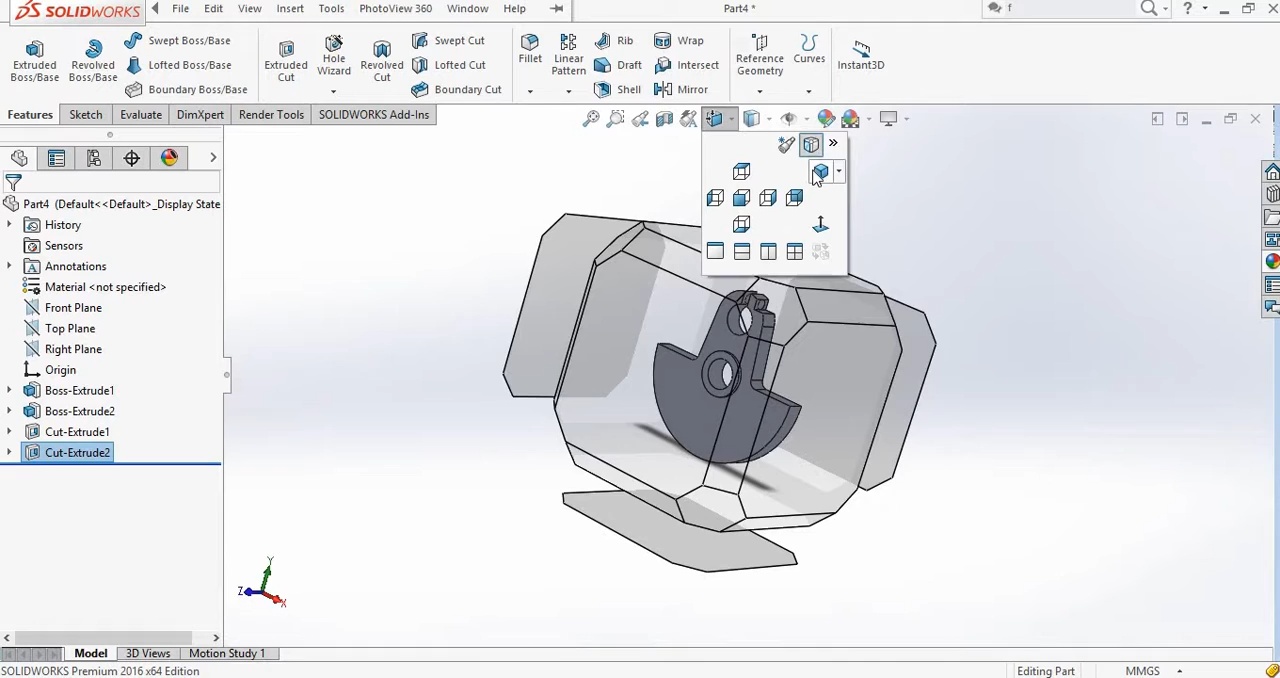 SOLIDWORKS File Edit View Insert Tools PhotoView 360 Window Help Part4 * f ?
Extruded Boss/Base
Revolved Boss/Base
Swept Boss/Base
Lofted Boss/Base
Boundary Boss/Base
Extruded Cut
Hole Wizard
Revolved Cut
Swept Cut
Lofted Cut
Boundary Cut
Fillet
Linear Pattern
Rib
Draft
Shell
Wrap
Intersect
Mirror
Reference Geometry
Curves
Instant3D
Features Sketch Evaluate DimXpert Render Tools SOLIDWORKS Add-Ins
Part4 (Default<<Default>_Display State
History
Sensors
Annotations
Material <not specified>
Front Plane
Top Plane
Right Plane
Origin
Boss-Extrude1
Boss-Extrude2
Cut-Extrude1
Cut-Extrude2
Y
Z
X
Model 3D Views Motion Study 1
SOLIDWORKS Premium 2016 x64 Edition Editing Part MMGS